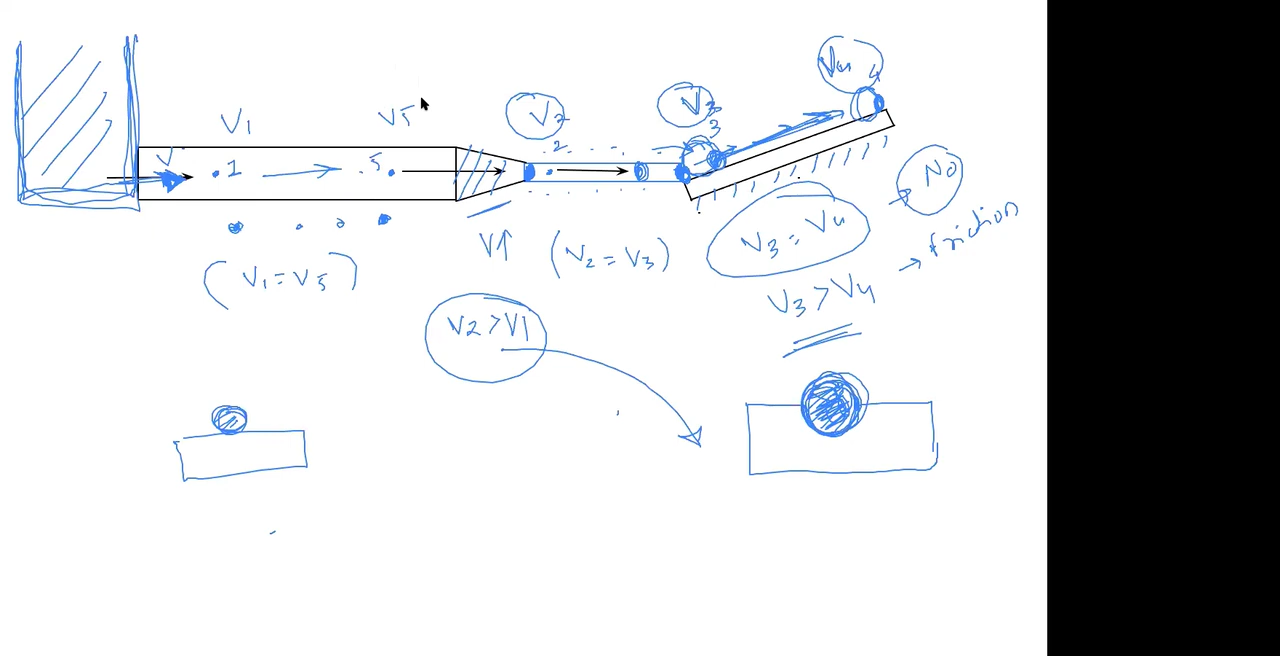 V4 4
V1 V5 V2 V3 3
V .1 .5 2
No
V3 = V4
friction
V↑ (V2 = V3)
(V1 = V5)
V3 > V4
V2 > V1